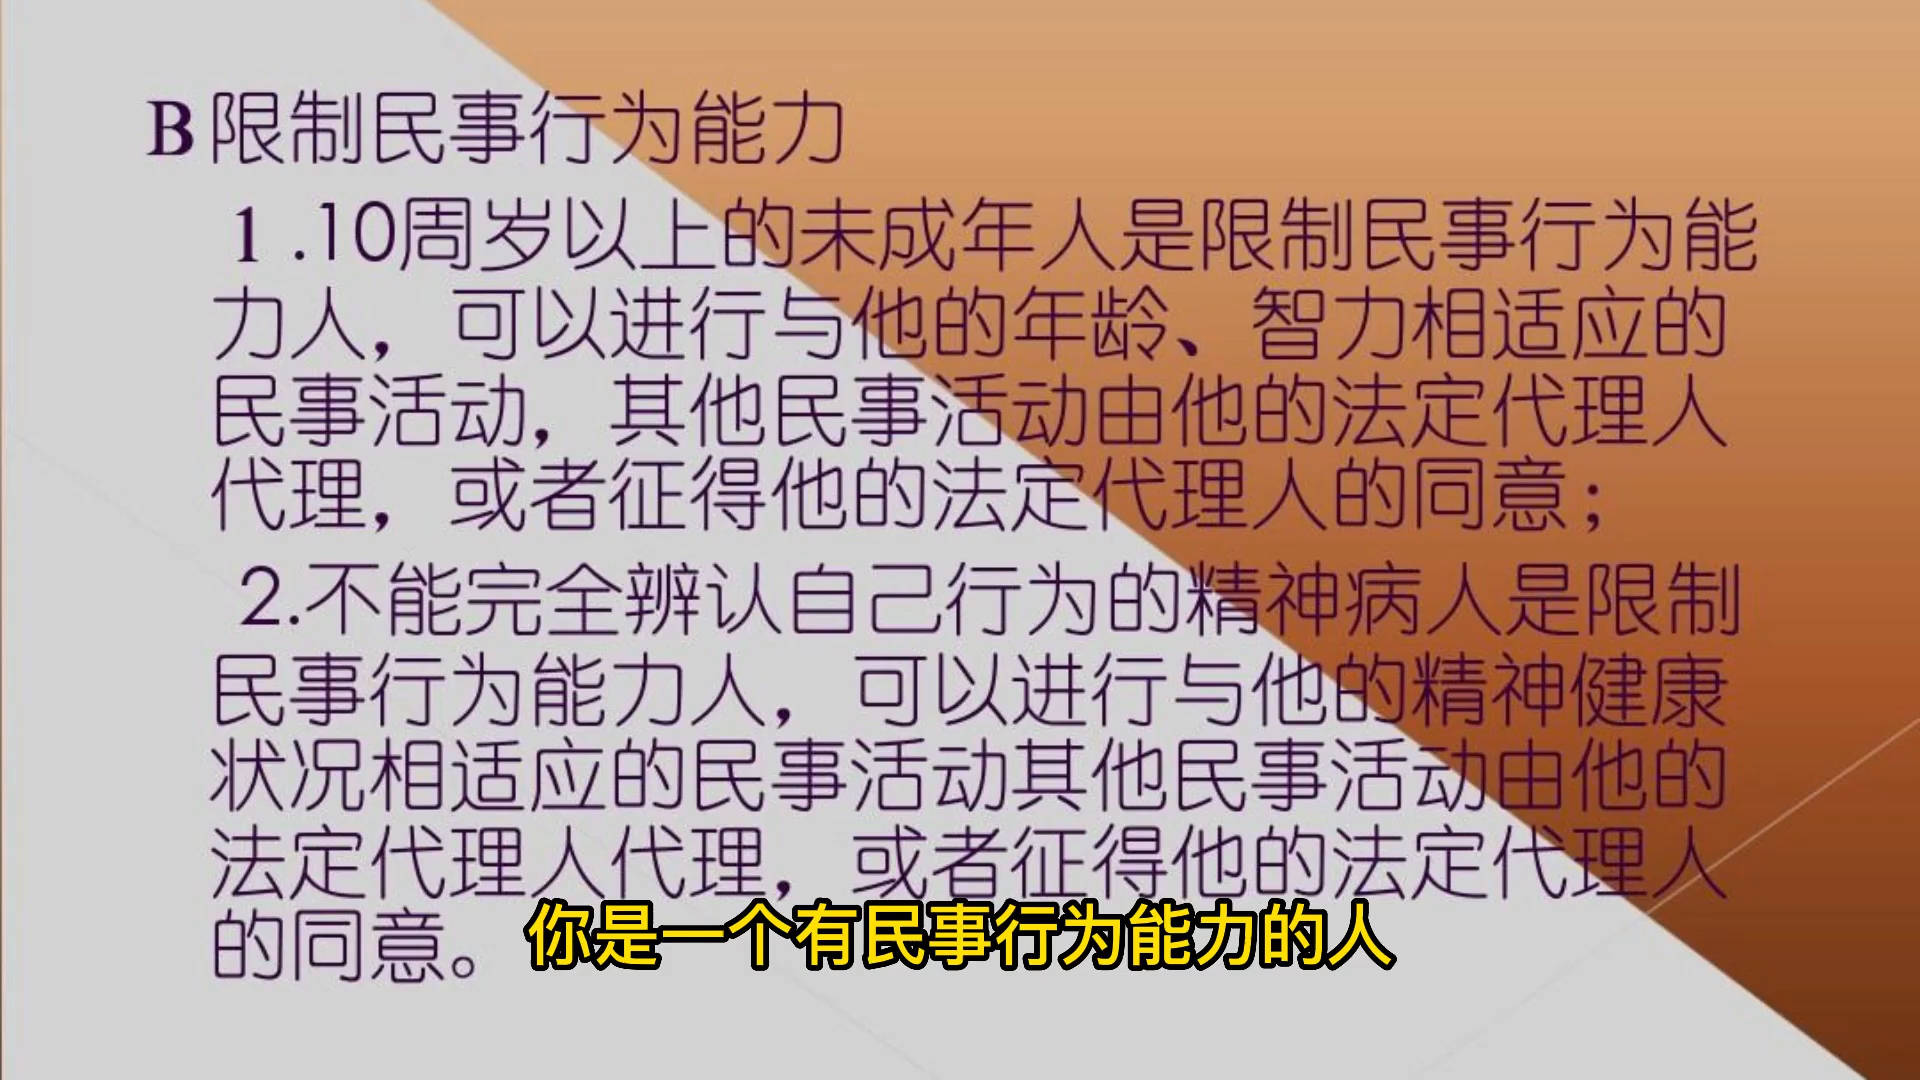 B限制民事行为能力
1.10周岁以上的未成年人是限制民事行为能
力人，可以进行与他的年龄、智力相适应的
民事活动，其他民事活动由他的法定代理人
代理，或者征得他的法定代理人的同意；
2.不能完全辨认自己行为的精神病人是限制
民事行为能力人，可以进行与他的精神健康
状况相适应的民事活动其他民事活动由他的
法定代理人代理，或者征得他的法定代理人
的同意。
你是一个有民事行为能力的人